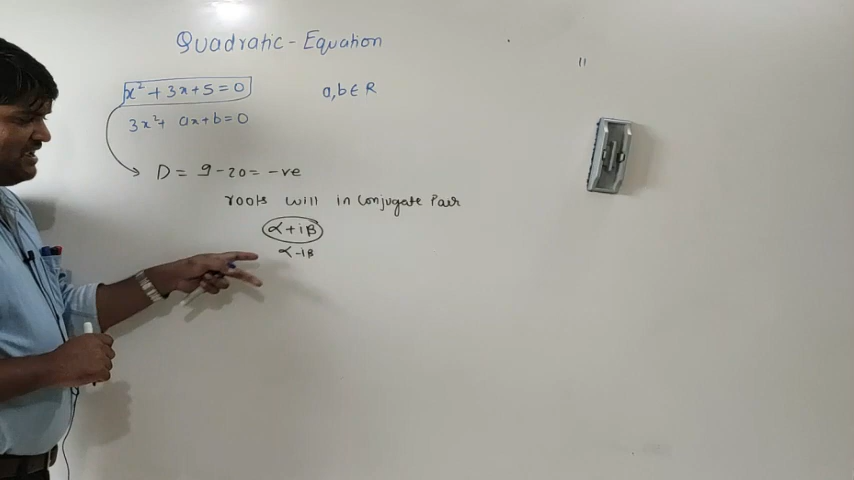 Quadratic - Equation
x² + 3x + 5 = 0
a, b ∈ R
3x² + ax + b = 0
D = 9 - 20 = -ve
roots will in conjugate Pair
α + iβ
α - iβ